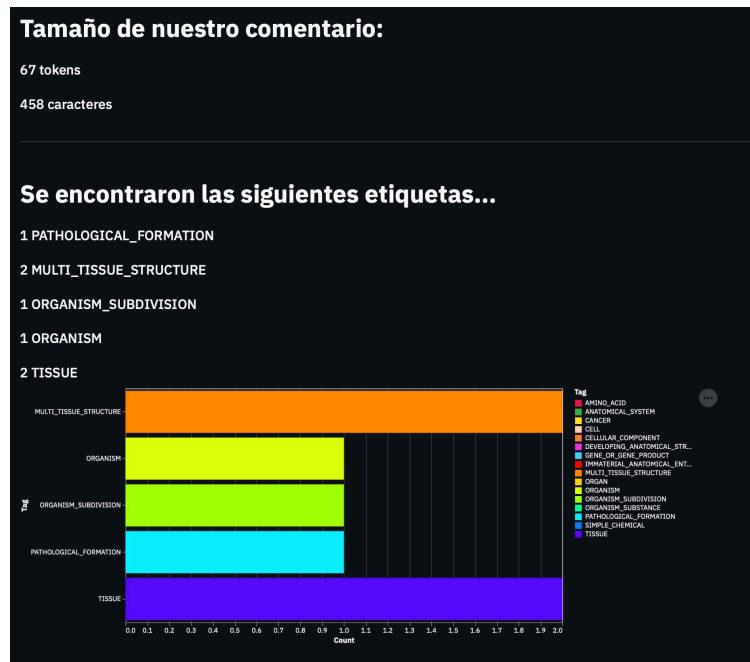 Tamaño de nuestro comentario:
67 tokens
458 caracteres
Se encontraron las siguientes etiquetas...
1 PATHOLOGICAL_FORMATION
2 MULTI_TISSUE_STRUCTURE
1 ORGANISM_SUBDIVISION
1 ORGANISM
2 TISSUE
Tag
MULTI_TISSUE_STRUCTURE
ORGANISM
ORGANISM_SUBDIVISION
PATHOLOGICAL_FORMATION
TISSUE
0.0 0.1 0.2 0.3 0.4 0.5 0.6 0.7 0.8 0.9 1.0 1.1 1.2 1.3 1.4 1.5 1.6 1.7 1.8 1.9 2.0
Count
Tag
AMINO_ACID
ANATOMICAL_SYSTEM
CANCER
CELL
CELLULAR_COMPONENT
DEVELOPING_ANATOMICAL_STR...
GENE_OR_GENE_PRODUCT
IMMATERIAL_ANATOMICAL_ENT...
MULTI_TISSUE_STRUCTURE
ORGAN
ORGANISM
ORGANISM_SUBDIVISION
ORGANISM_SUBSTANCE
PATHOLOGICAL_FORMATION
SIMPLE_CHEMICAL
TISSUE